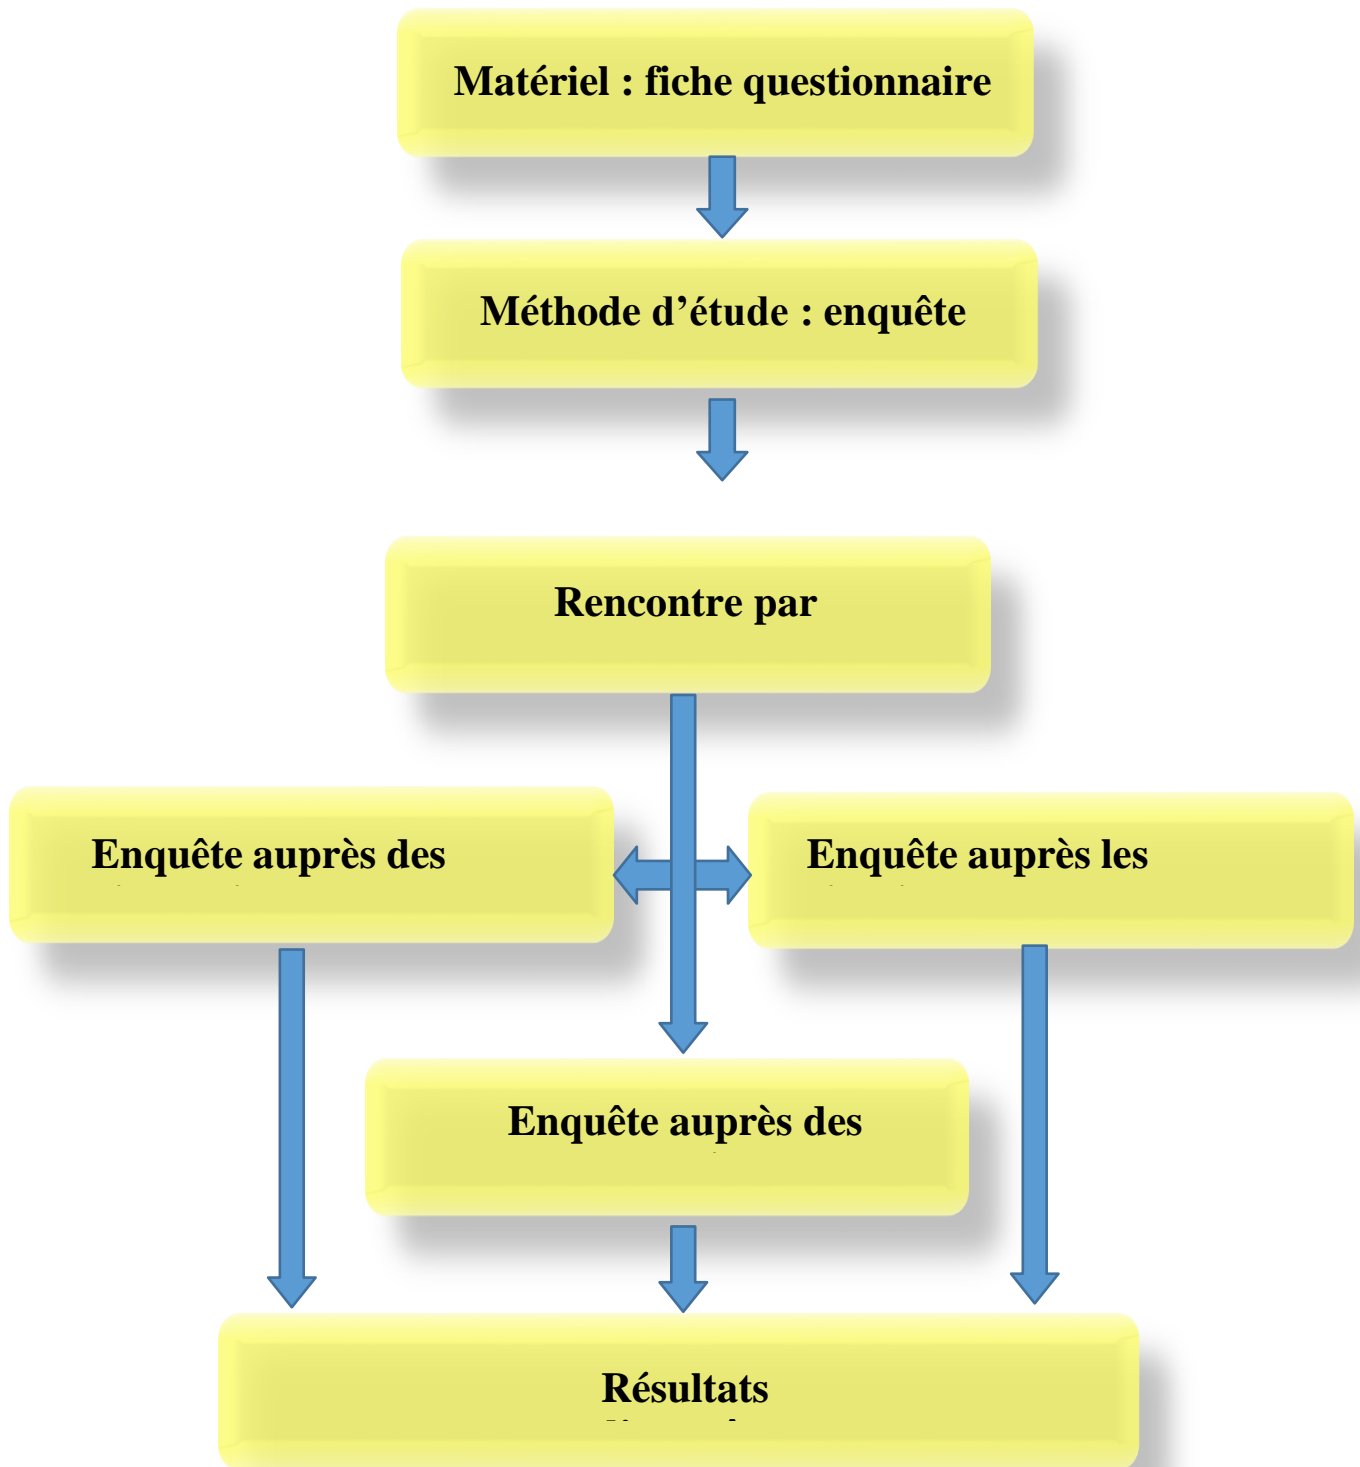 Matériel : fiche questionnaire
Méthode d’étude : enquête
Rencontre par
Enquête auprès des
Enquête auprès les
Enquête auprès des
Résultats